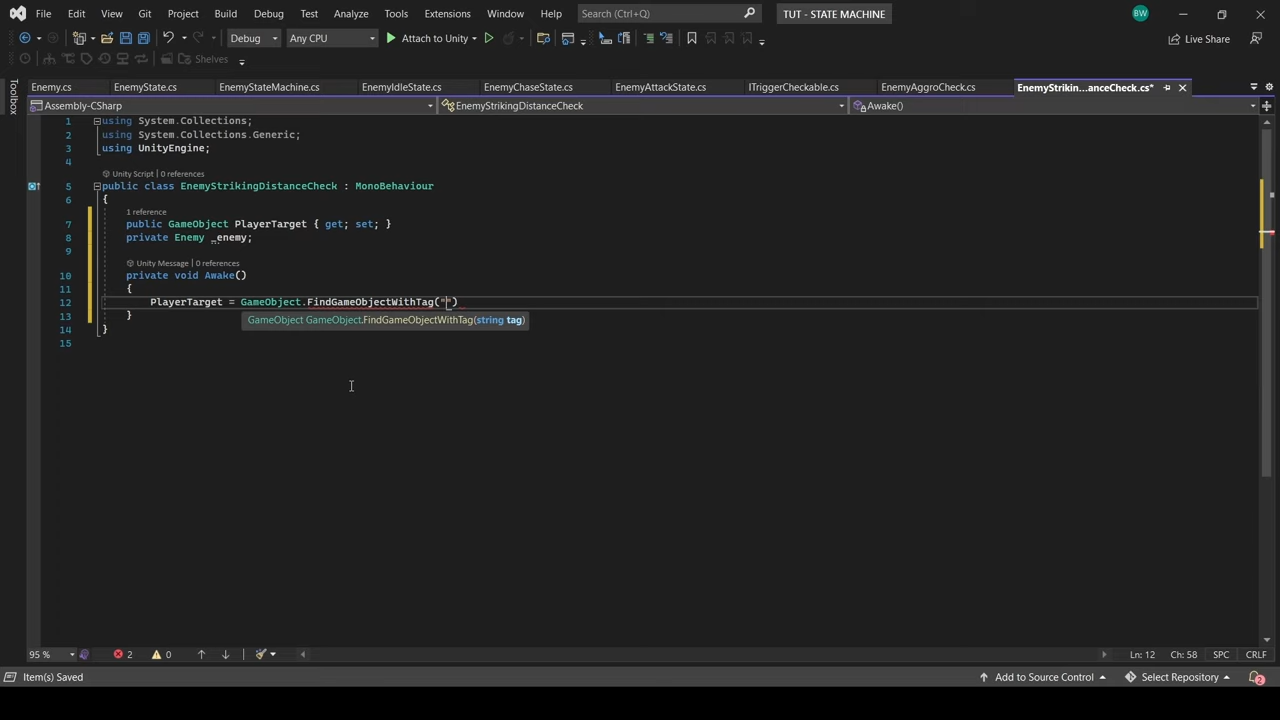 File Edit View Git Project Build Debug Test Analyze Tools Extensions Window Help Search (Ctrl+Q) TUT - STATE MACHINE BW
Debug Any CPU Attach to Unity Live Share
Shelves
Toolbox
Enemy.cs EnemyState.cs EnemyStateMachine.cs EnemyIdleState.cs EnemyChaseState.cs EnemyAttackState.cs ITriggerCheckable.cs EnemyAggroCheck.cs EnemyStrikin...anceCheck.cs*
Assembly-CSharp EnemyStrikingDistanceCheck Awake()
1 using System.Collections;
2 using System.Collections.Generic;
3 using UnityEngine;
4
Unity Script | 0 references
5 public class EnemyStrikingDistanceCheck : MonoBehaviour
6 {
1 reference
7 public GameObject PlayerTarget { get; set; }
8 private Enemy _enemy;
9
Unity Message | 0 references
10 private void Awake()
11 {
12 PlayerTarget = GameObject.FindGameObjectWithTag("")
GameObject GameObject.FindGameObjectWithTag(string tag)
13 }
14 }
15
95 % 2 0 Ln: 12 Ch: 58 SPC CRLF
Item(s) Saved Add to Source Control Select Repository 2